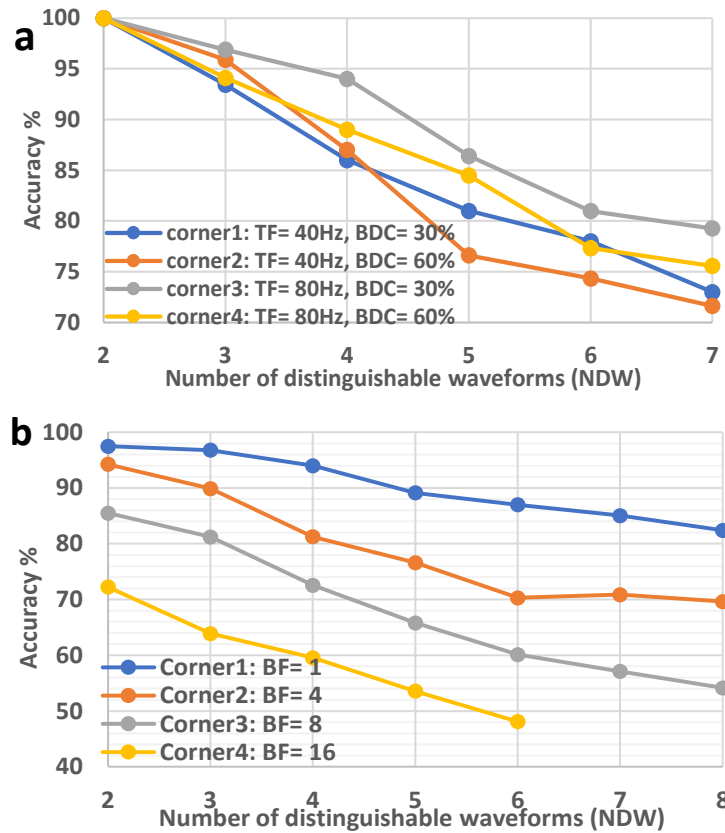 a
Accuracy %
100
95
90
85
80
75
70
corner1: TF= 40Hz, BDC= 30%
corner2: TF= 40Hz, BDC= 60%
corner3: TF= 80Hz, BDC= 30%
corner4: TF= 80Hz, BDC= 60%
2 3 4 5 6 7
Number of distinguishable waveforms (NDW)
b
Accuracy %
100
90
80
70
60
50
40
Corner1: BF= 1
Corner2: BF= 4
Corner3: BF= 8
Corner4: BF= 16
2 3 4 5 6 7 8
Number of distinguishable waveforms (NDW)